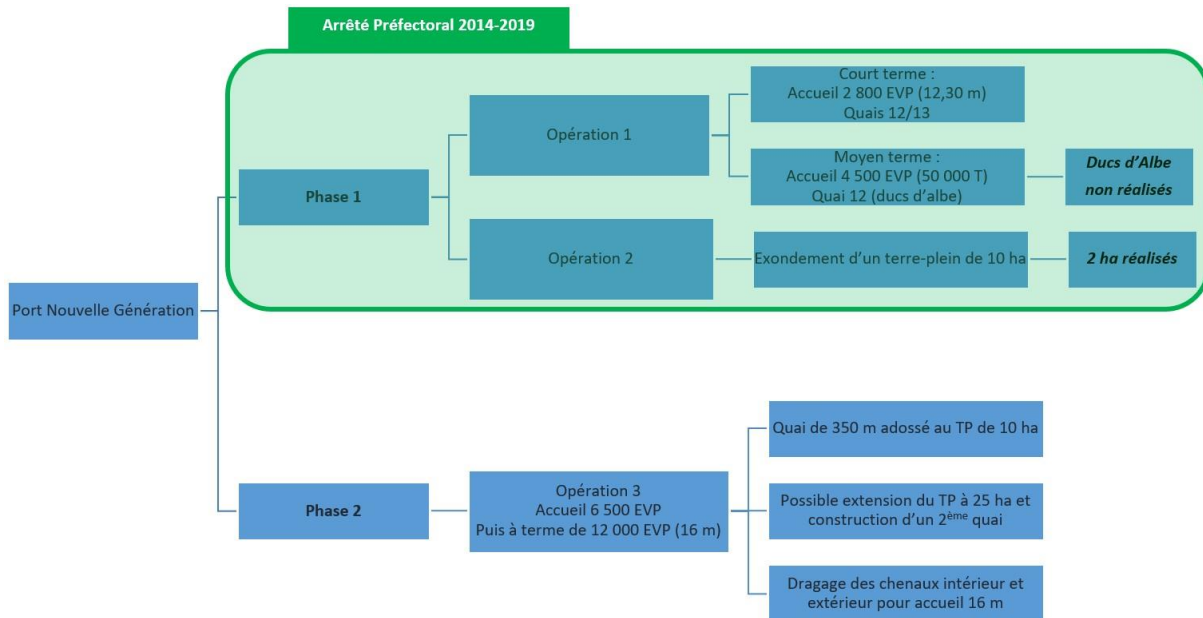 Arrêté Préfectoral 2014-2019
Court terme :
Accueil 2 800 EVP (12,30 m)
Quais 12/13
Opération 1
Moyen terme :
Accueil 4 500 EVP (50 000 T)
Quai 12 (ducs d’albe)
Ducs d’Albe
non réalisés
Phase 1
Opération 2
Exondement d’un terre-plein de 10 ha
2 ha réalisés
Port Nouvelle Génération
Quai de 350 m adossé au TP de 10 ha
Phase 2
Opération 3
Accueil 6 500 EVP
Puis à terme de 12 000 EVP (16 m)
Possible extension du TP à 25 ha et
construction d’un 2ème quai
Dragage des chenaux intérieur et
extérieur pour accueil 16 m